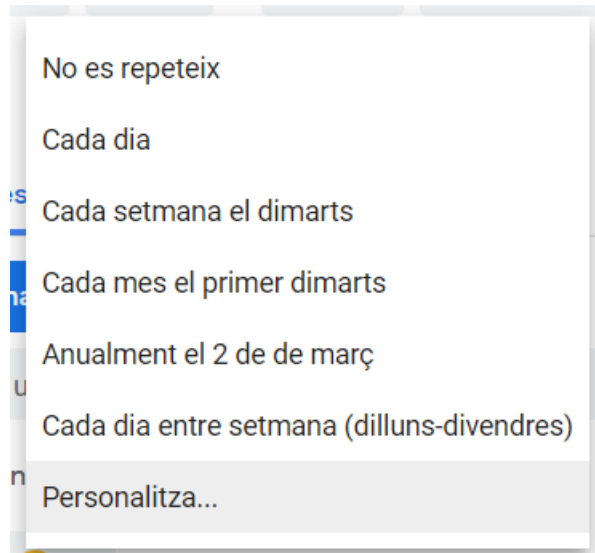 No es repeteix
Cada dia
Cada setmana el dimarts
Cada mes el primer dimarts
Anualment el 2 de de març
Cada dia entre setmana (dilluns-divendres)
Personalitza...